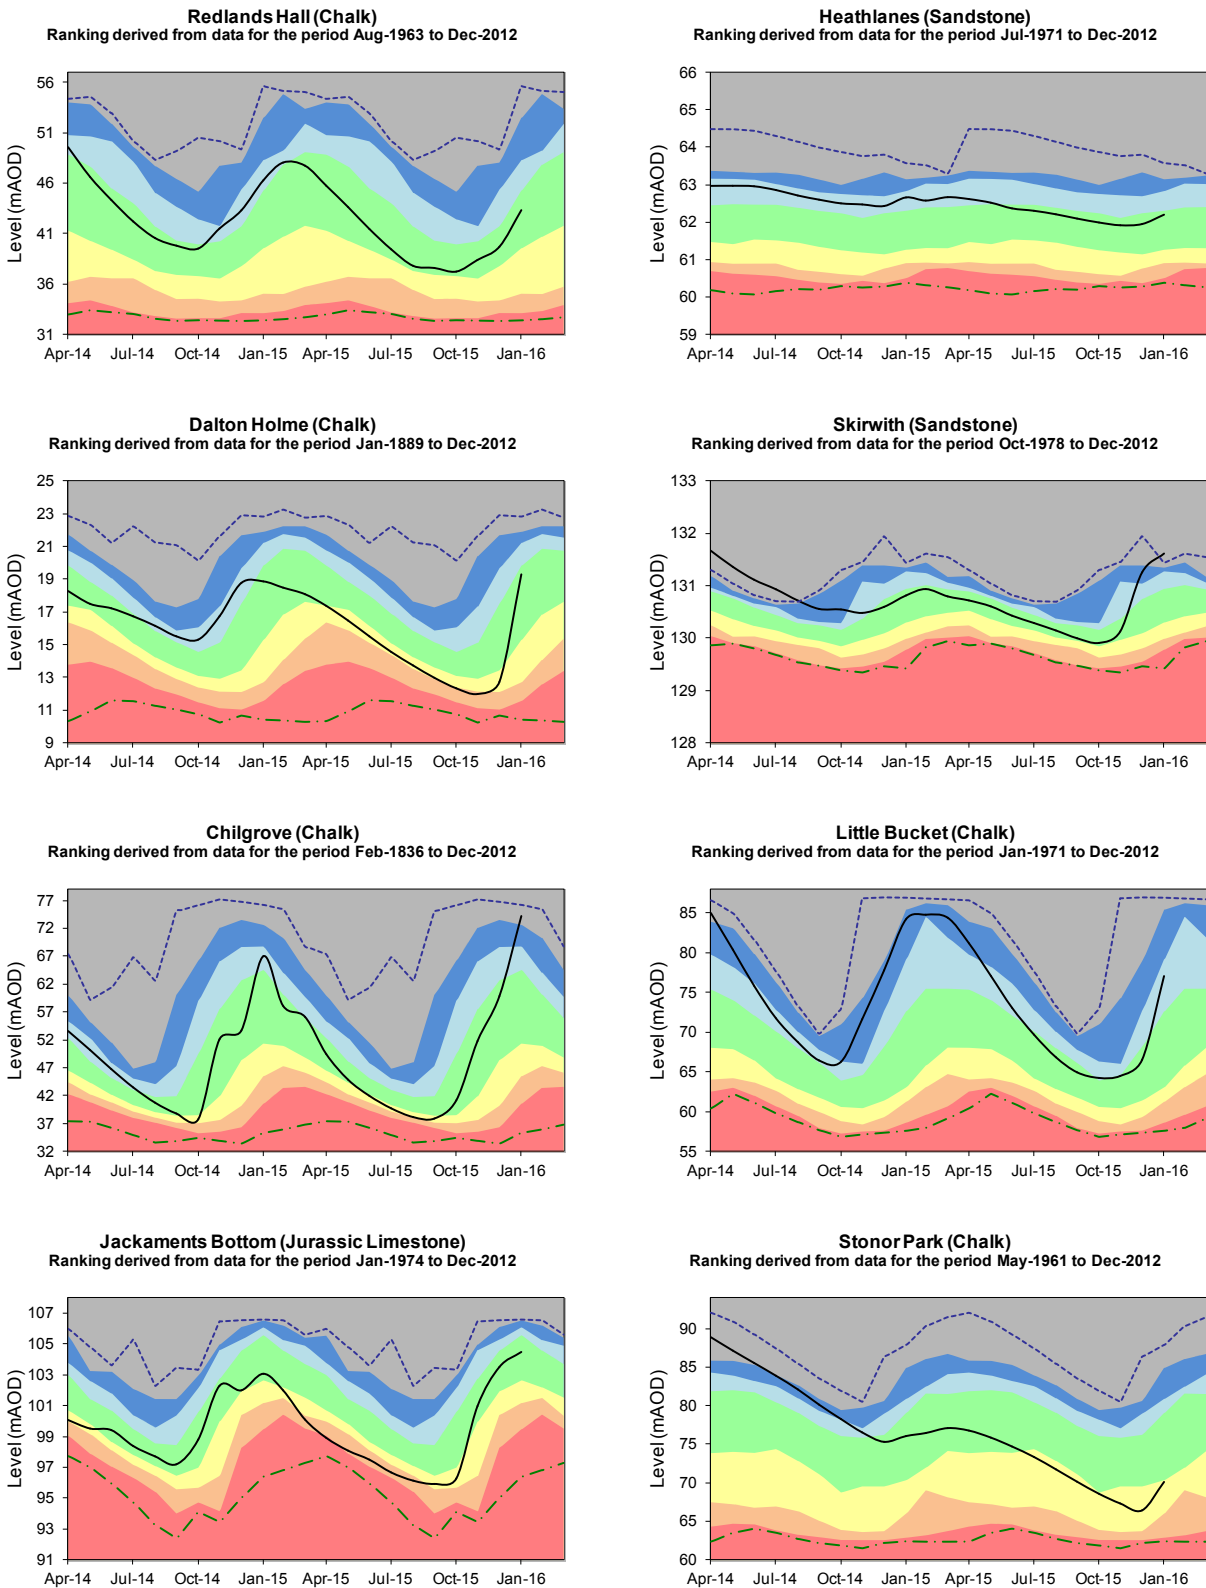 Redlands Hall (Chalk)
Ranking derived from data for the period Aug-1963 to Dec-2012
Level (mAOD)
56
51
46
41
36
31
Apr-14 Jul-14 Oct-14 Jan-15 Apr-15 Jul-15 Oct-15 Jan-16
Heathlanes (Sandstone)
Ranking derived from data for the period Jul-1971 to Dec-2012
Level (mAOD)
66
65
64
63
62
61
60
59
Apr-14 Jul-14 Oct-14 Jan-15 Apr-15 Jul-15 Oct-15 Jan-16
Dalton Holme (Chalk)
Ranking derived from data for the period Jan-1889 to Dec-2012
Level (mAOD)
25
23
21
19
17
15
13
11
9
Apr-14 Jul-14 Oct-14 Jan-15 Apr-15 Jul-15 Oct-15 Jan-16
Skirwith (Sandstone)
Ranking derived from data for the period Oct-1978 to Dec-2012
Level (mAOD)
133
132
131
130
129
128
Apr-14 Jul-14 Oct-14 Jan-15 Apr-15 Jul-15 Oct-15 Jan-16
Chilgrove (Chalk)
Ranking derived from data for the period Feb-1836 to Dec-2012
Level (mAOD)
77
72
67
62
57
52
47
42
37
32
Apr-14 Jul-14 Oct-14 Jan-15 Apr-15 Jul-15 Oct-15 Jan-16
Little Bucket (Chalk)
Ranking derived from data for the period Jan-1971 to Dec-2012
Level (mAOD)
85
80
75
70
65
60
55
Apr-14 Jul-14 Oct-14 Jan-15 Apr-15 Jul-15 Oct-15 Jan-16
Jackaments Bottom (Jurassic Limestone)
Ranking derived from data for the period Jan-1974 to Dec-2012
Level (mAOD)
107
105
103
101
99
97
95
93
91
Apr-14 Jul-14 Oct-14 Jan-15 Apr-15 Jul-15 Oct-15 Jan-16
Stonor Park (Chalk)
Ranking derived from data for the period May-1961 to Dec-2012
Level (mAOD)
90
85
80
75
70
65
60
Apr-14 Jul-14 Oct-14 Jan-15 Apr-15 Jul-15 Oct-15 Jan-16